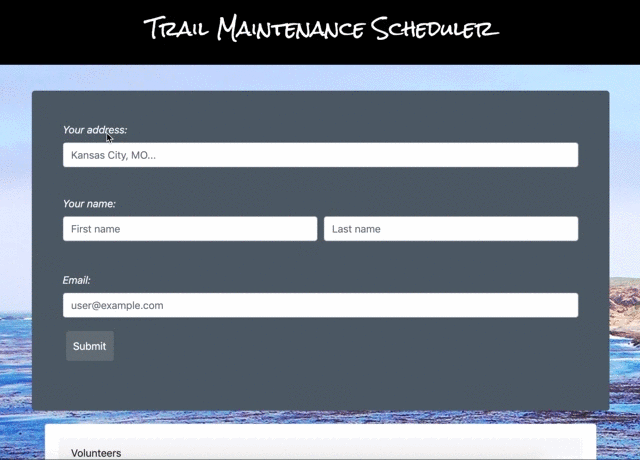 Trail Maintenance Scheduler
Your address:
Kansas City, MO...
Your name:
First name Last name
Email:
user@example.com
Submit
Volunteers